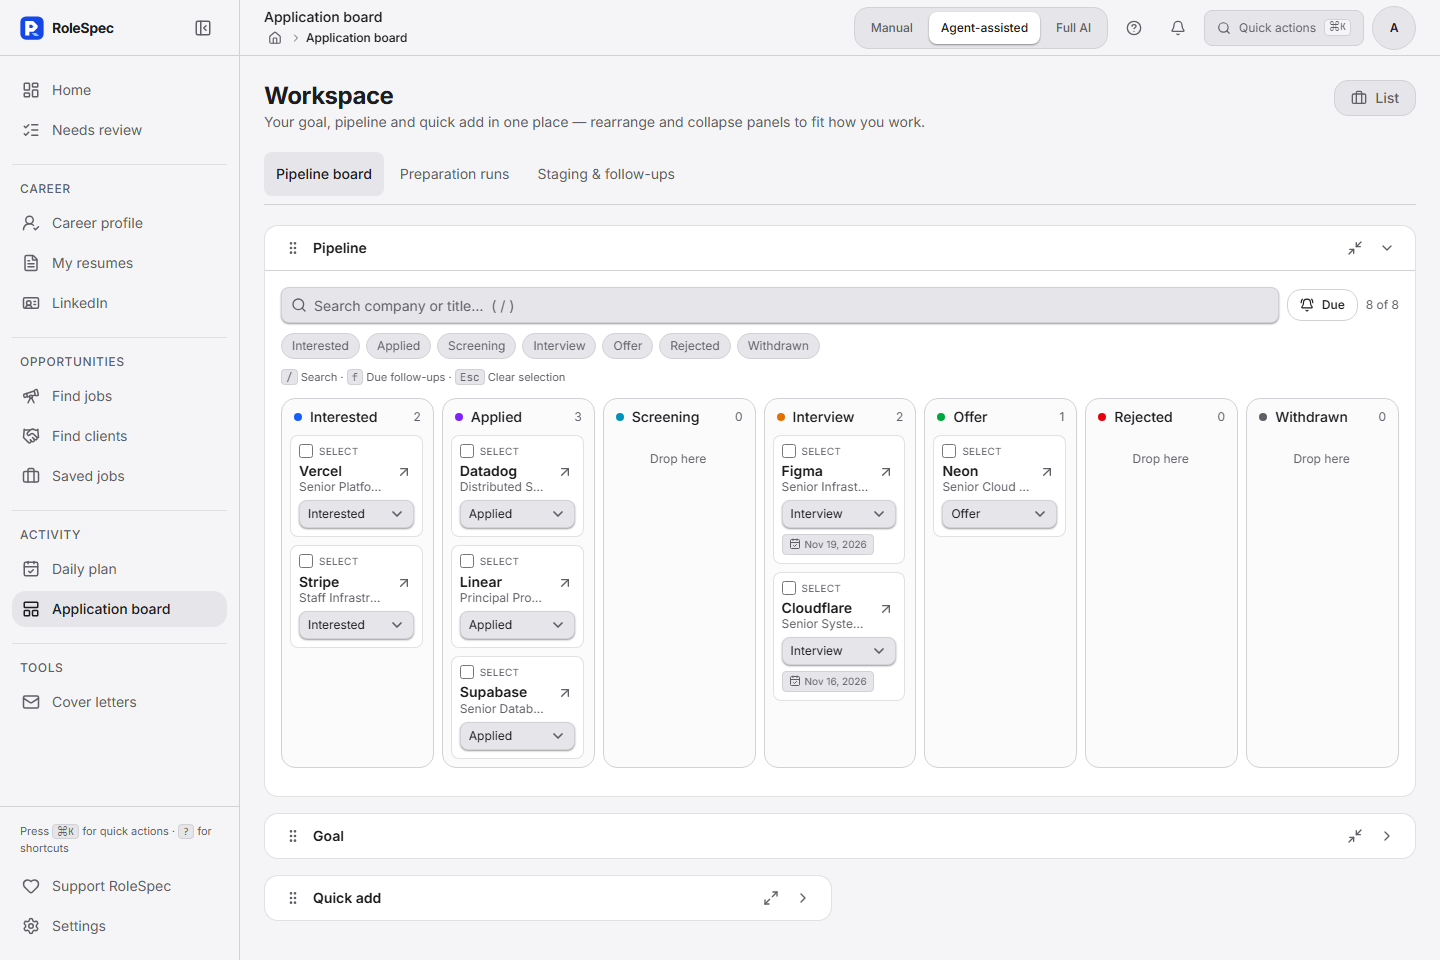 RoleSpec
Home
Needs review
CAREER
Career profile
My resumes
LinkedIn
OPPORTUNITIES
Find jobs
Find clients
Saved jobs
ACTIVITY
Daily plan
Application board
TOOLS
Cover letters
Press ⌘K for quick actions · ? for
shortcuts
Support RoleSpec
Settings
Application board
Application board
Manual
Agent-assisted
Full AI
Quick actions ⌘K
A
Workspace
Your goal, pipeline and quick add in one place — rearrange and collapse panels to fit how you work.
List
Pipeline board
Preparation runs
Staging & follow-ups
Pipeline
Search company or title... ( / )
Due
8 of 8
Interested
Applied
Screening
Interview
Offer
Rejected
Withdrawn
/ Search · f Due follow-ups · Esc Clear selection
Interested 2
SELECT
Vercel
Senior Platfo...
Interested
SELECT
Stripe
Staff Infrastr...
Interested
Applied 3
SELECT
Datadog
Distributed S...
Applied
SELECT
Linear
Principal Pro...
Applied
SELECT
Supabase
Senior Datab...
Applied
Screening 0
Drop here
Interview 2
SELECT
Figma
Senior Infrast...
Interview
Nov 19, 2026
SELECT
Cloudflare
Senior Syste...
Interview
Nov 16, 2026
Offer 1
SELECT
Neon
Senior Cloud ...
Offer
Rejected 0
Drop here
Withdrawn 0
Drop here
Goal
Quick add